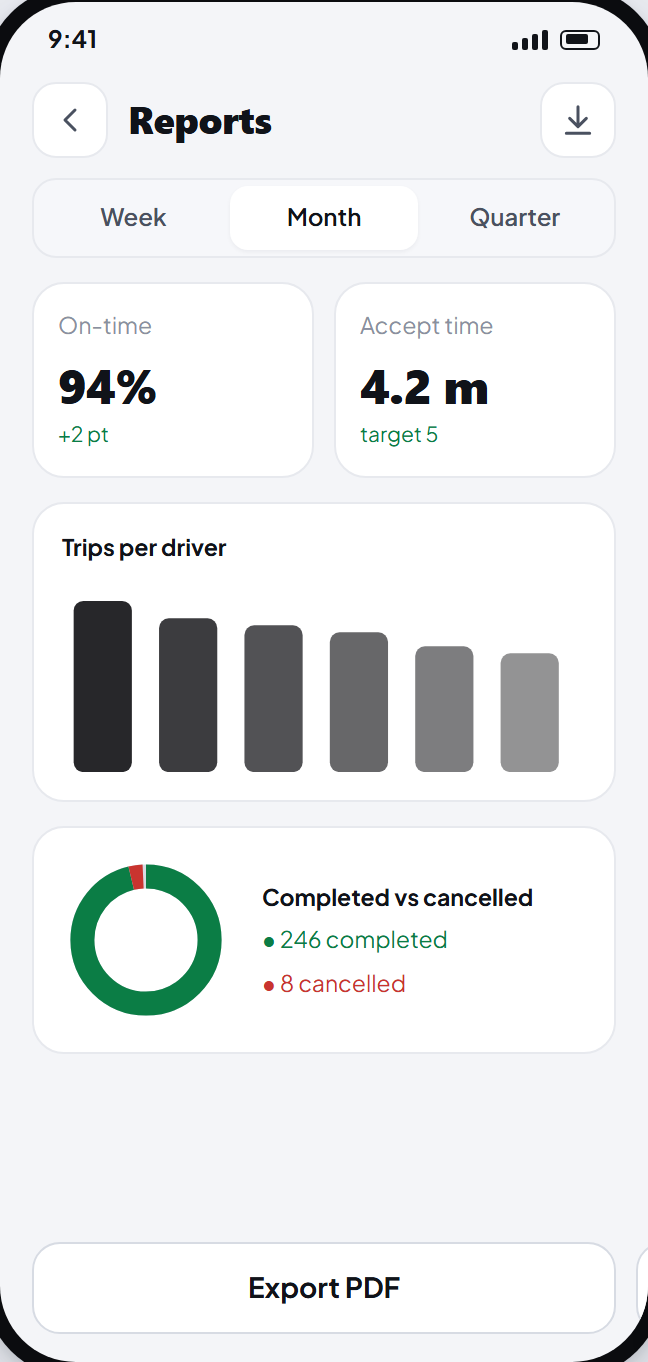 9:41
Reports
Week Month Quarter
On-time
94%
+2 pt
Accept time
4.2 m
target 5
Trips per driver
Completed vs cancelled
● 246 completed
● 8 cancelled
Export PDF